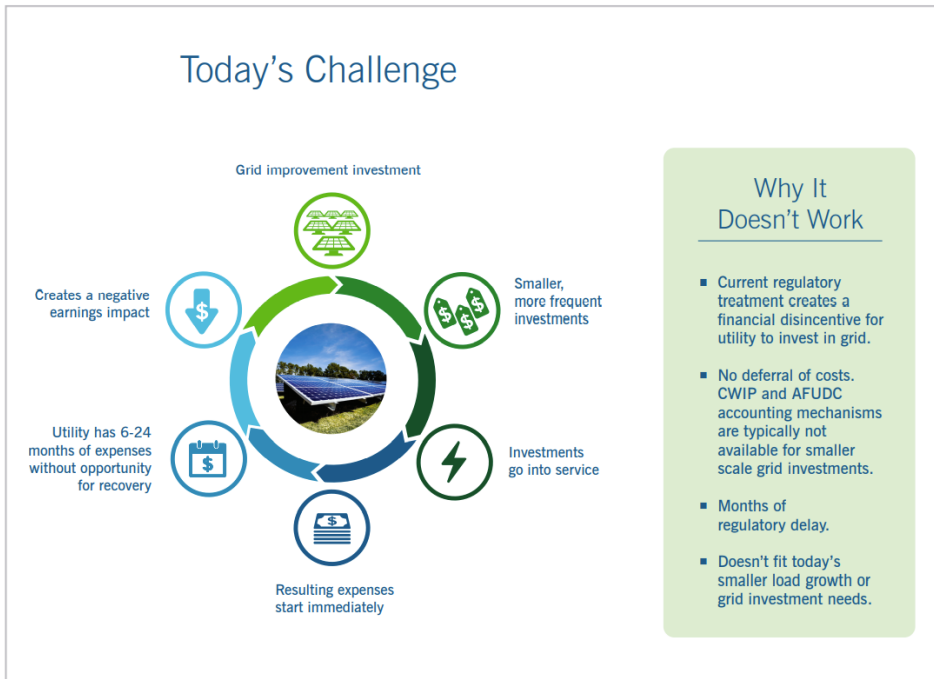 Today's Challenge
Grid improvement investment
Smaller,
more frequent
investments
Investments
go into service
Resulting expenses
start immediately
Utility has 6-24
months of expenses
without opportunity
for recovery
Creates a negative
earnings impact
$
$
$
$
$
$
Why It
Doesn't Work
▪ Current regulatory
treatment creates a
financial disincentive for
utility to invest in grid.
▪ No deferral of costs.
CWIP and AFUDC
accounting mechanisms
are typically not
available for smaller
scale grid investments.
▪ Months of
regulatory delay.
▪ Doesn't fit today's
smaller load growth or
grid investment needs.